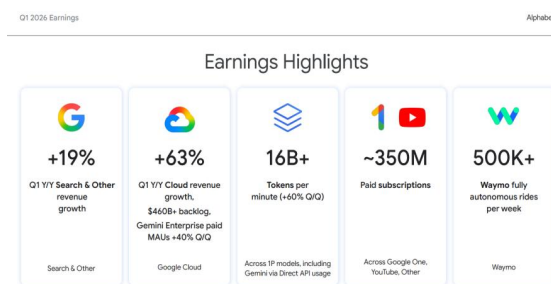 Q1 2026 Earnings
Alphabe
Earnings Highlights
+19%
Q1 Y/Y Search & Other
revenue
growth
Search & Other
+63%
Q1 Y/Y Cloud revenue
growth,
$460B+ backlog,
Gemini Enterprise paid
MAUs +40% Q/Q
Google Cloud
16B+
Tokens per
minute (+60% Q/Q)
Across 1P models, including
Gemini via Direct API usage
~350M
Paid subscriptions
Across Google One,
YouTube, Other
500K+
Waymo fully
autonomous rides
per week
Waymo